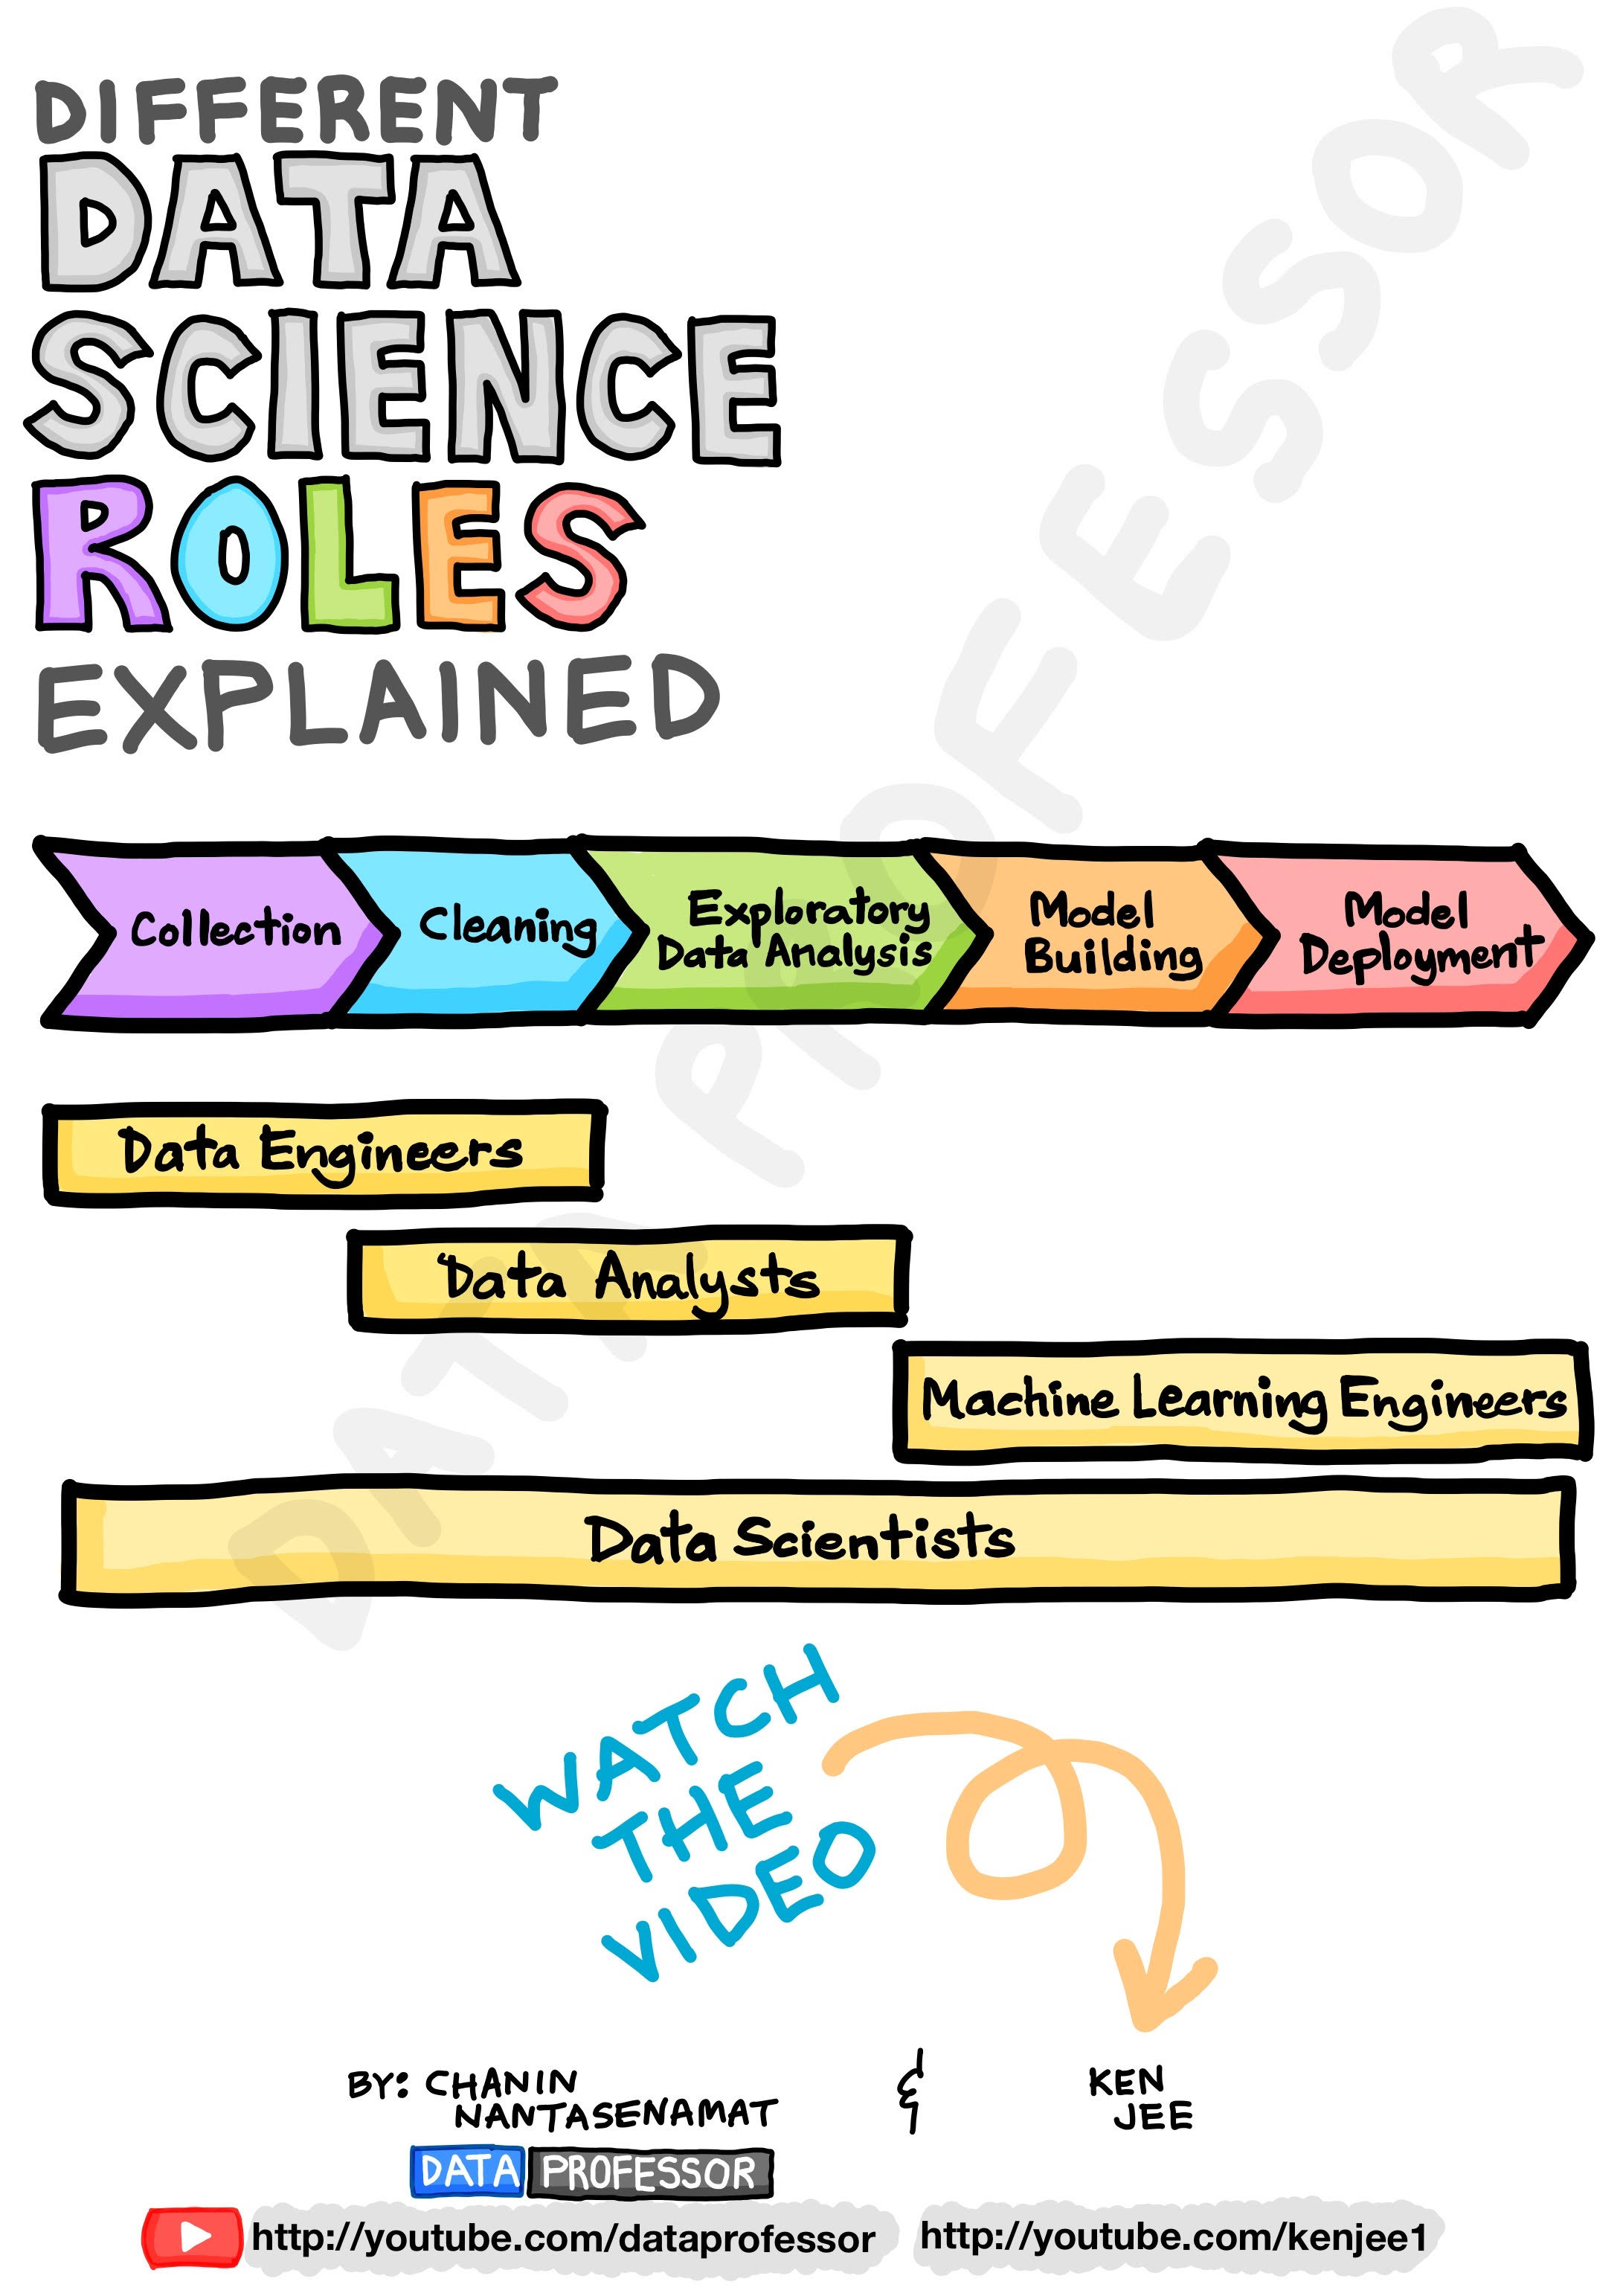 DIFFERENT
DATA
SCIENCE
ROLES
EXPLAINED
Collection
Cleaning
Exploratory
Data Analysis
Model
Building
Model
Deployment
Data Engineers
Data Analysts
Machine Learning Engineers
Data Scientists
DATA PROFESSOR
WATCH
THE
VIDEO
BY: CHANIN
NANTASENAMAT
&
KEN
JEE
DATA PROFESSOR
http://youtube.com/dataprofessor
http://youtube.com/kenjee1